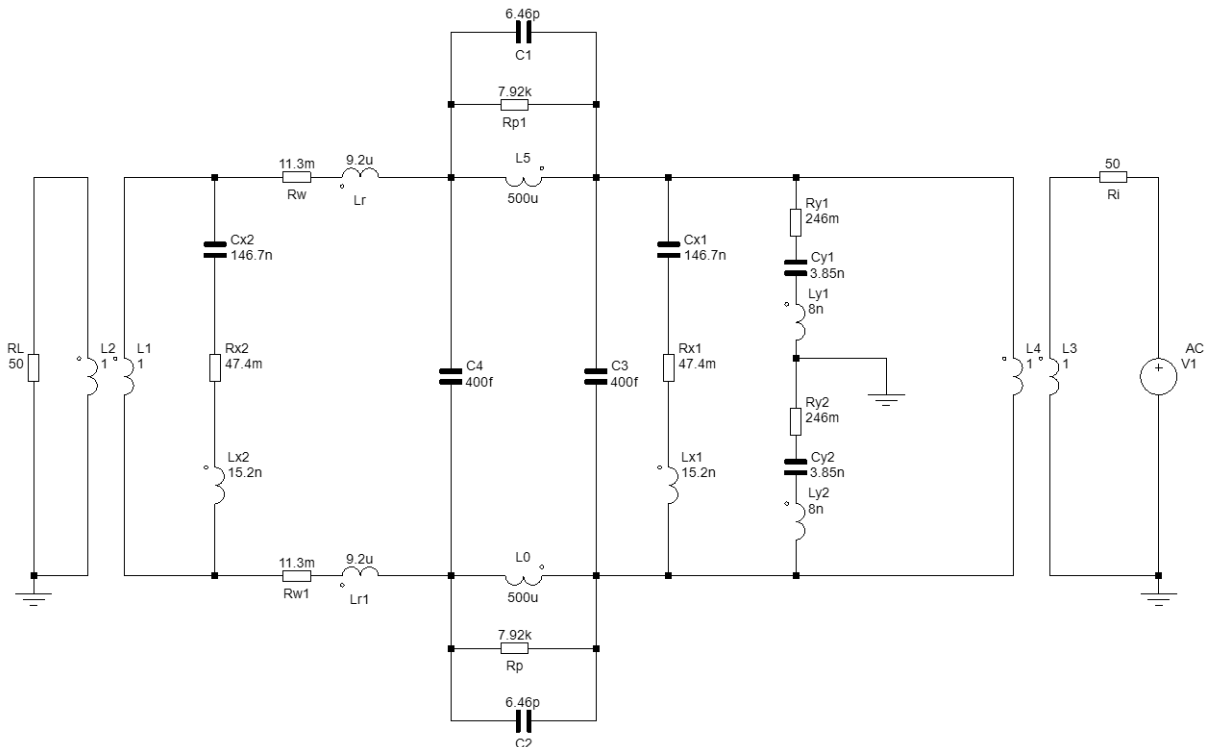 6.46p
C1
7.92k
Rp1
11.3m
Rw
9.2u
Lr
L5
500u
50
Ri
Cx2
146.7n
Cx1
146.7n
Ry1
246m
Cy1
3.85n
Ly1
8n
RL
50
L2
1
L1
1
Rx2
47.4m
C4
400f
C3
400f
Rx1
47.4m
L4
1
L3
1
AC
V1
Ry2
246m
Lx2
15.2n
Lx1
15.2n
Cy2
3.85n
Ly2
8n
11.3m
Rw1
9.2u
Lr1
L0
500u
7.92k
Rp
6.46p
C2